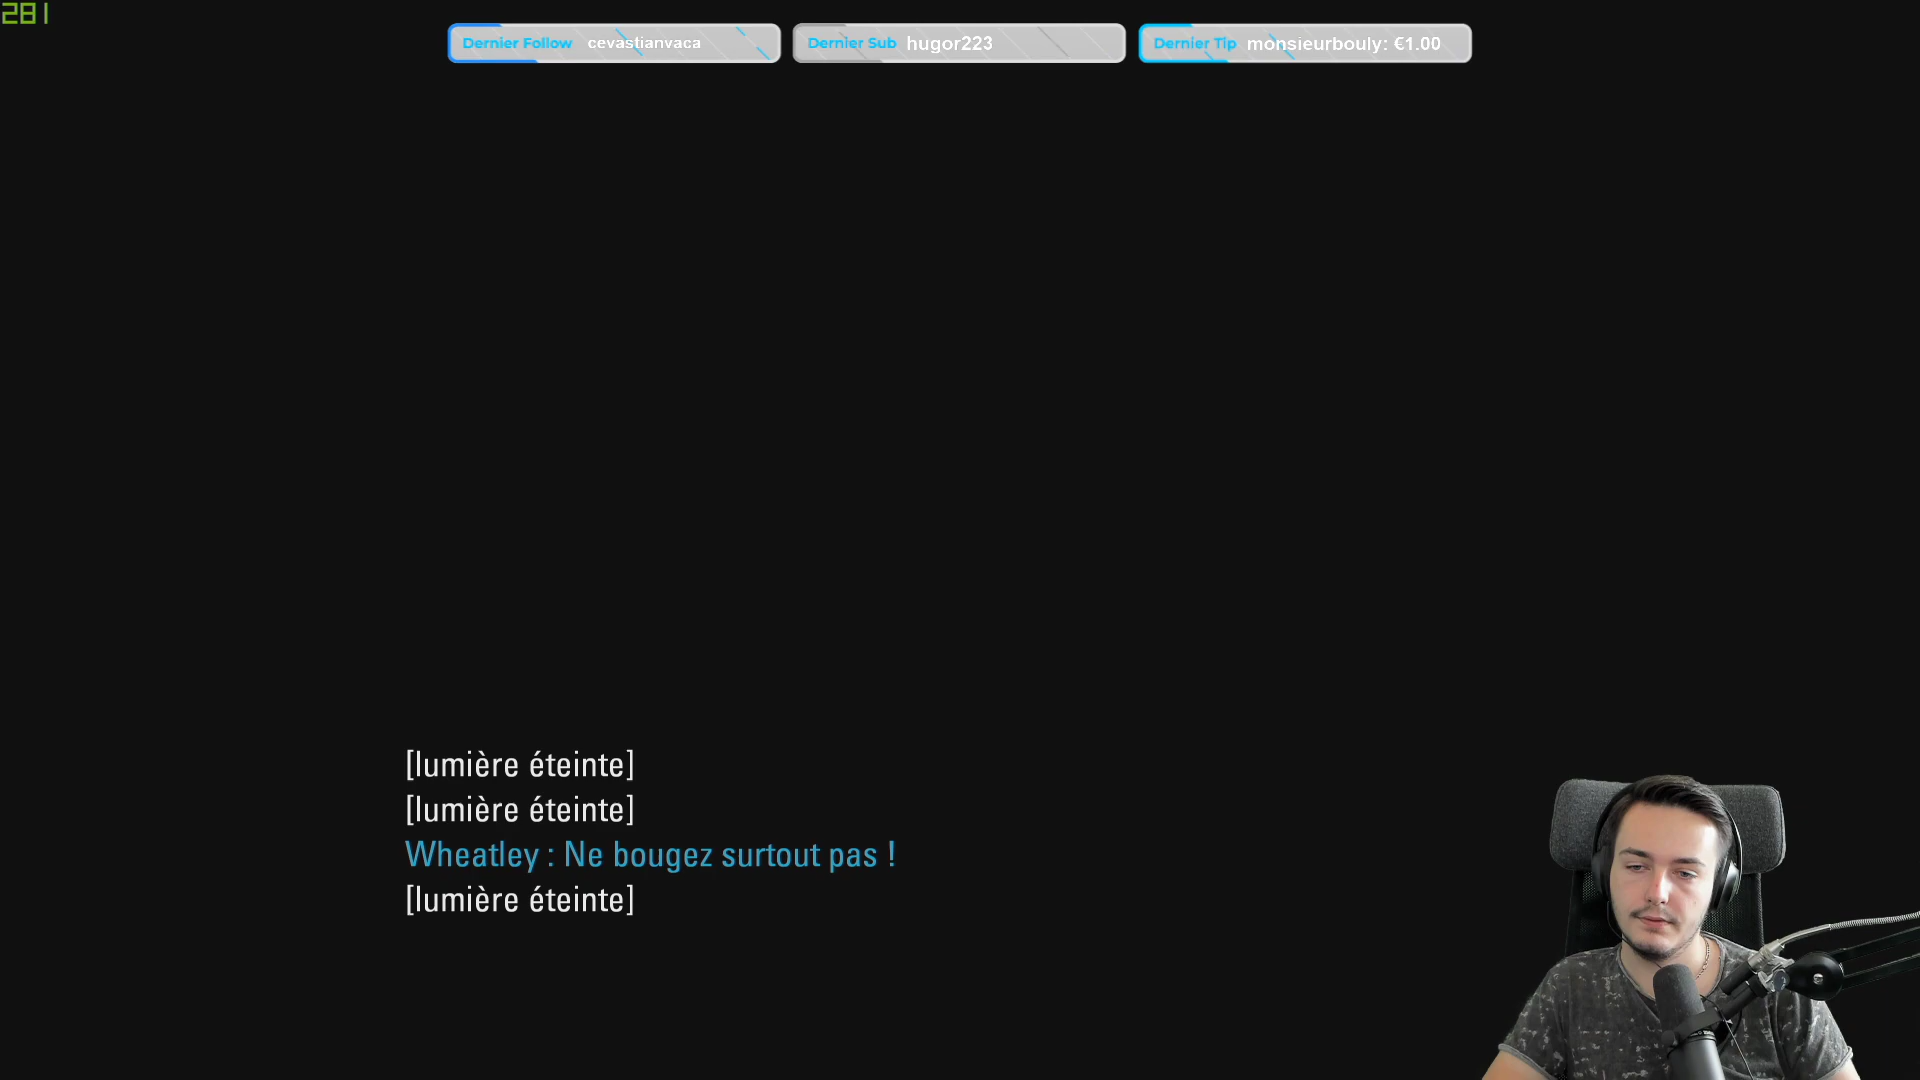 281
Dernier Follow cevastianvaca
Dernier Sub hugor223
Dernier Tip monsieurbouly: €1.00
[lumière éteinte]
[lumière éteinte]
Wheatley : Ne bougez surtout pas !
[lumière éteinte]